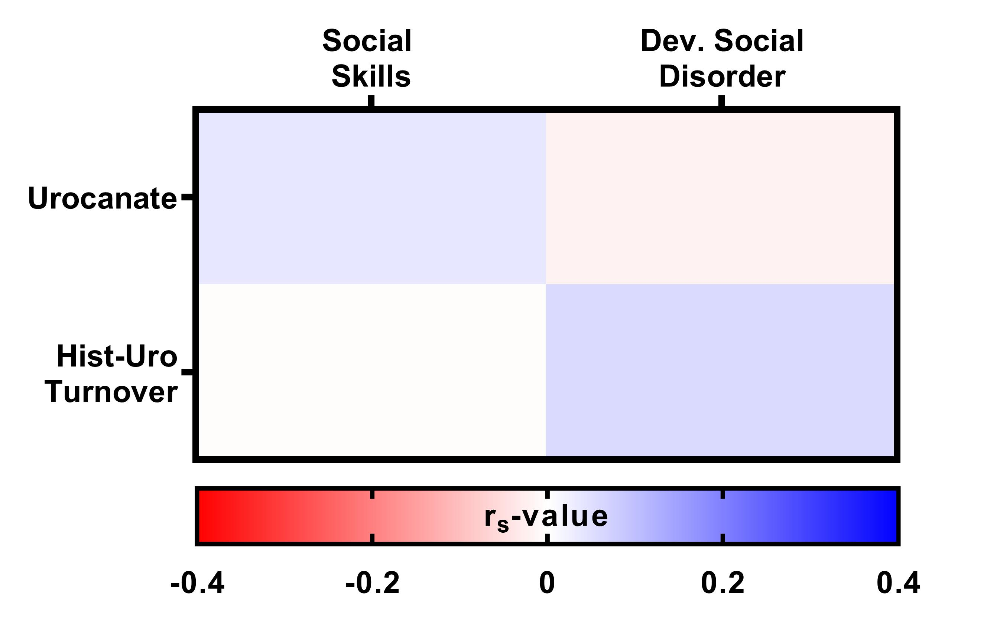 Social
Skills
Dev. Social
Disorder
Urocanate
Hist-Uro
Turnover
rs-value
-0.4
-0.2
0
0.2
0.4